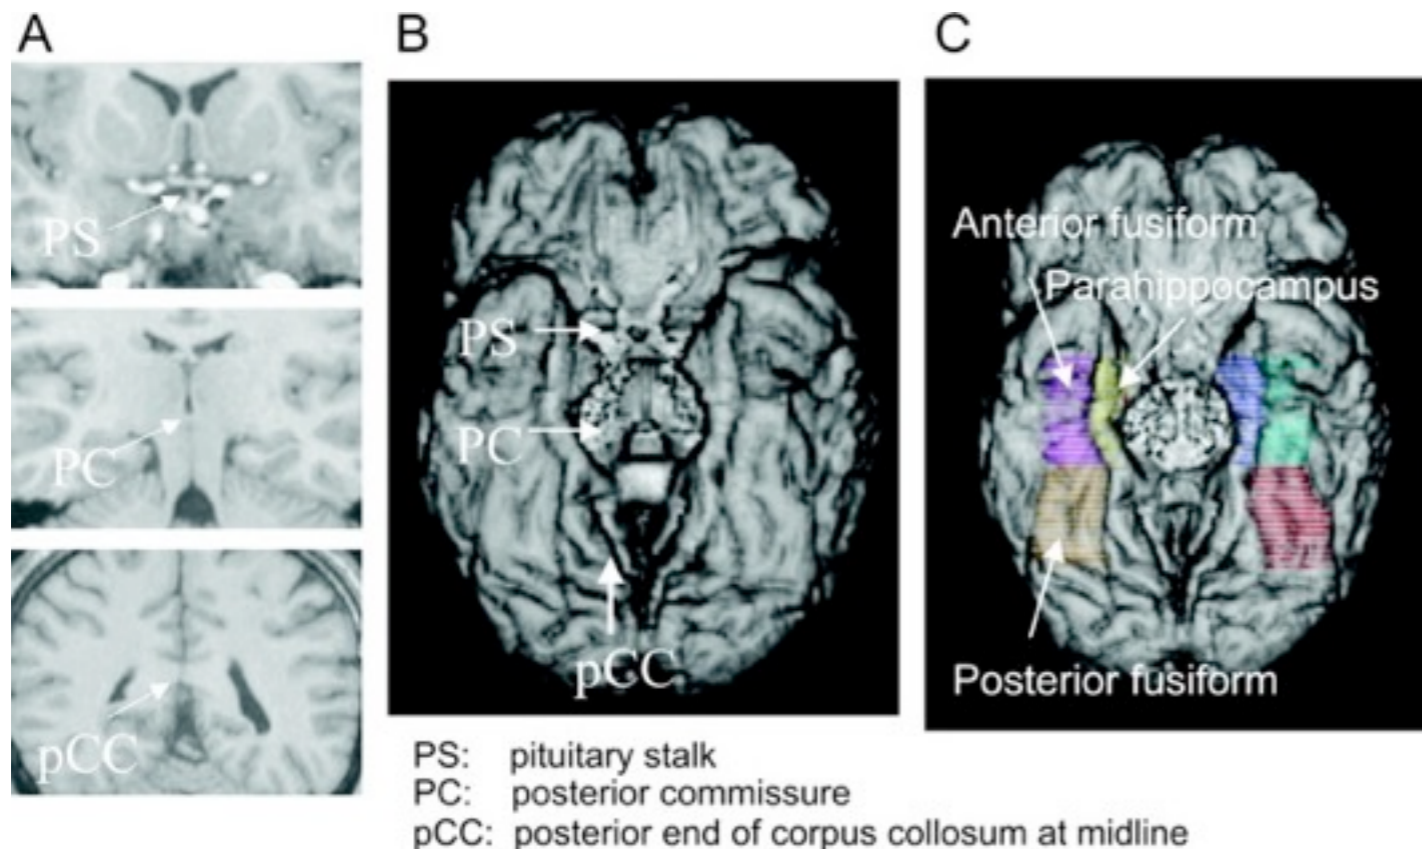 A
B
C
PS
PC
pCC
PS
PC
pCC
Anterior fusiform
Parahippocampus
Posterior fusiform
PS: pituitary stalk
PC: posterior commissure
pCC: posterior end of corpus collosum at midline